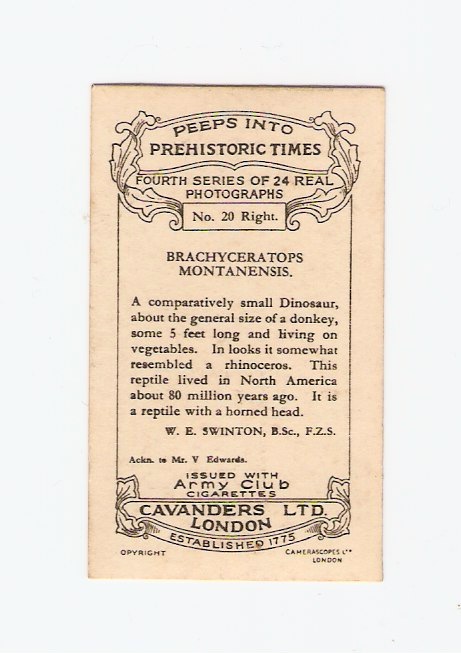 PEEPS INTO
PREHISTORIC TIMES
FOURTH SERIES OF 24 REAL
PHOTOGRAPHS
No. 20 Right.
BRACHYCERATOPS
MONTANENSIS.
A comparatively small Dinosaur,
about the general size of a donkey,
some 5 feet long and living on
vegetables. In looks it somewhat
resembled a rhinoceros. This
reptile lived in North America
about 80 million years ago. It is
a reptile with a horned head.
W. E. SWINTON, B.Sc., F.Z.S.
Ackn. to Mr. V Edwards.
ISSUED WITH
Army Club
CIGARETTES
CAVANDERS LTD.
LONDON
ESTABLISHED 1775
OPYRIGHT
CAMERASCOPES LTD
LONDON